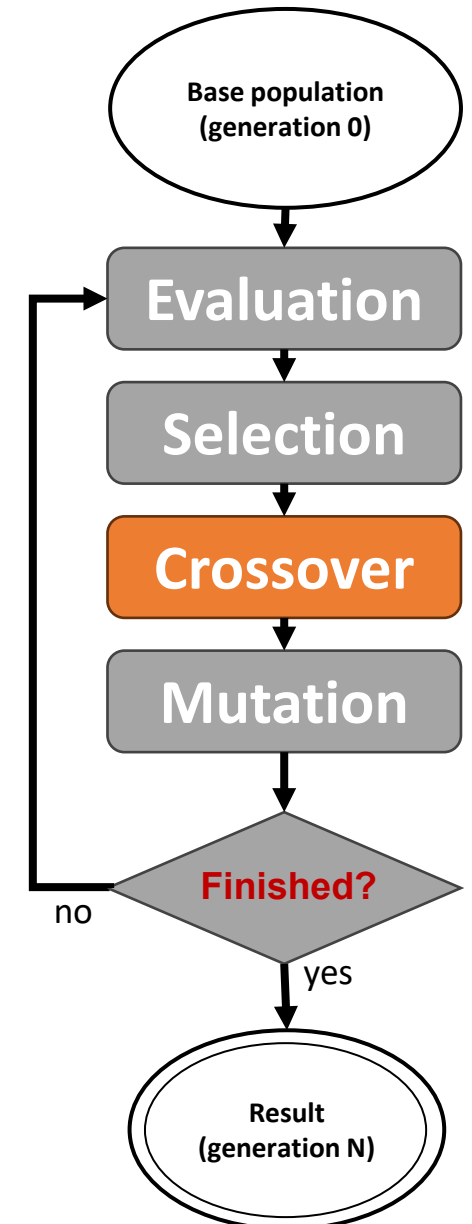 Base population
(generation 0)
Evaluation
Selection
Crossover
Mutation
Finished?
no
yes
Result
(generation N)